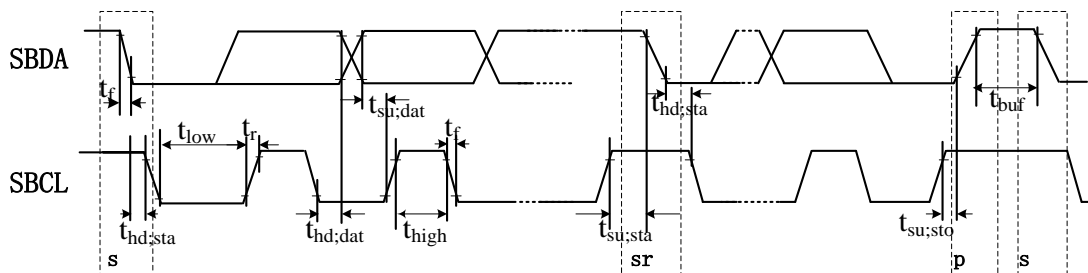 SBDA
t_f
t_su;dat
t_hd;sta
t_buf
t_low
t_r
t_f
SBCL
t_hd;sta
t_hd;dat
t_high
t_su;sta
t_su;sto
s
sr
p
s